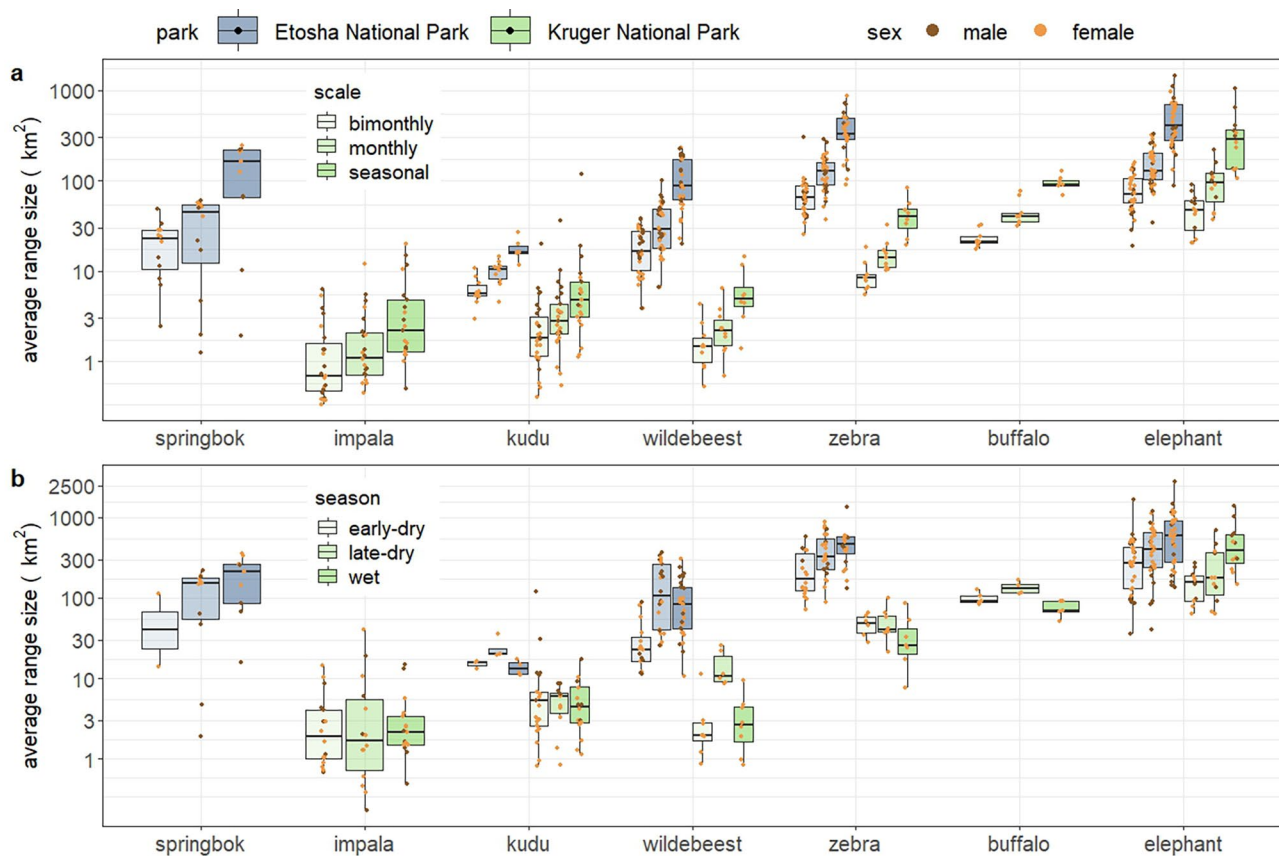 park Etosha National Park Kruger National Park sex male female
a
average range size ( km²)
1000
300
100
30
10
3
1
scale
bimonthly
monthly
seasonal
springbok impala kudu wildebeest zebra buffalo elephant
b
average range size ( km²)
2500
1000
300
100
30
10
3
1
season
early-dry
late-dry
wet
springbok impala kudu wildebeest zebra buffalo elephant